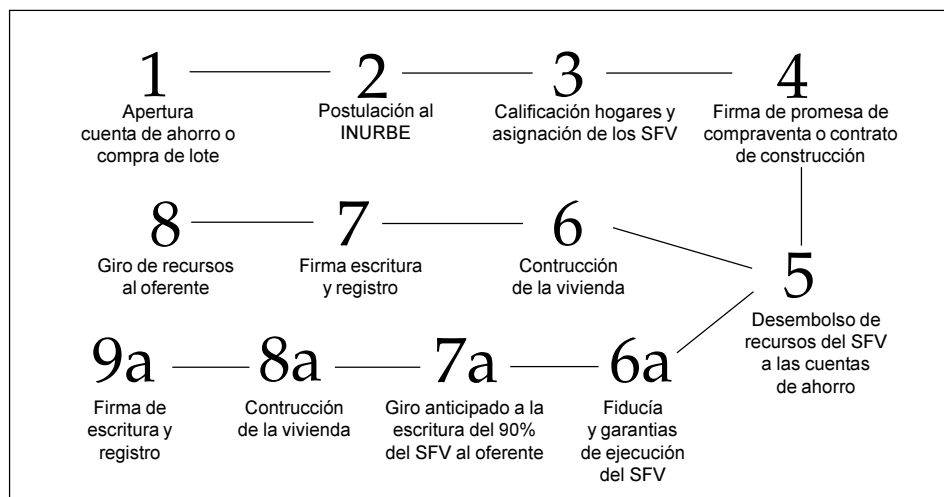 1
Apertura
cuenta de ahorro o
compra de lote
2
Postulación al
INURBE
3
Calificación hogares y
asignación de los SFV
4
Firma de promesa de
compraventa o contrato
de construcción
5
Desembolso de
recursos del SFV
a las cuentas
de ahorro
6
Contrucción
de la vivienda
7
Firma escritura
y registro
8
Giro de recursos
al oferente
6a
Fiducía
y garantias
de ejecución
del SFV
7a
Giro anticipado a la
escritura del 90%
del SFV al oferente
8a
Contrucción
de la vivienda
9a
Firma de
escritura y
registro